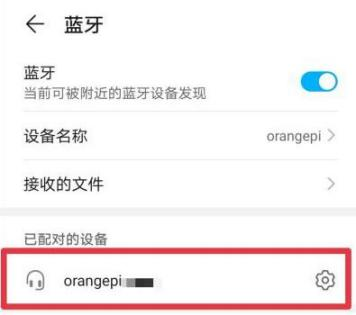 蓝牙
蓝牙
当前可被附近的蓝牙设备发现
设备名称 orangepi
接收的文件
已配对的设备
orangepi